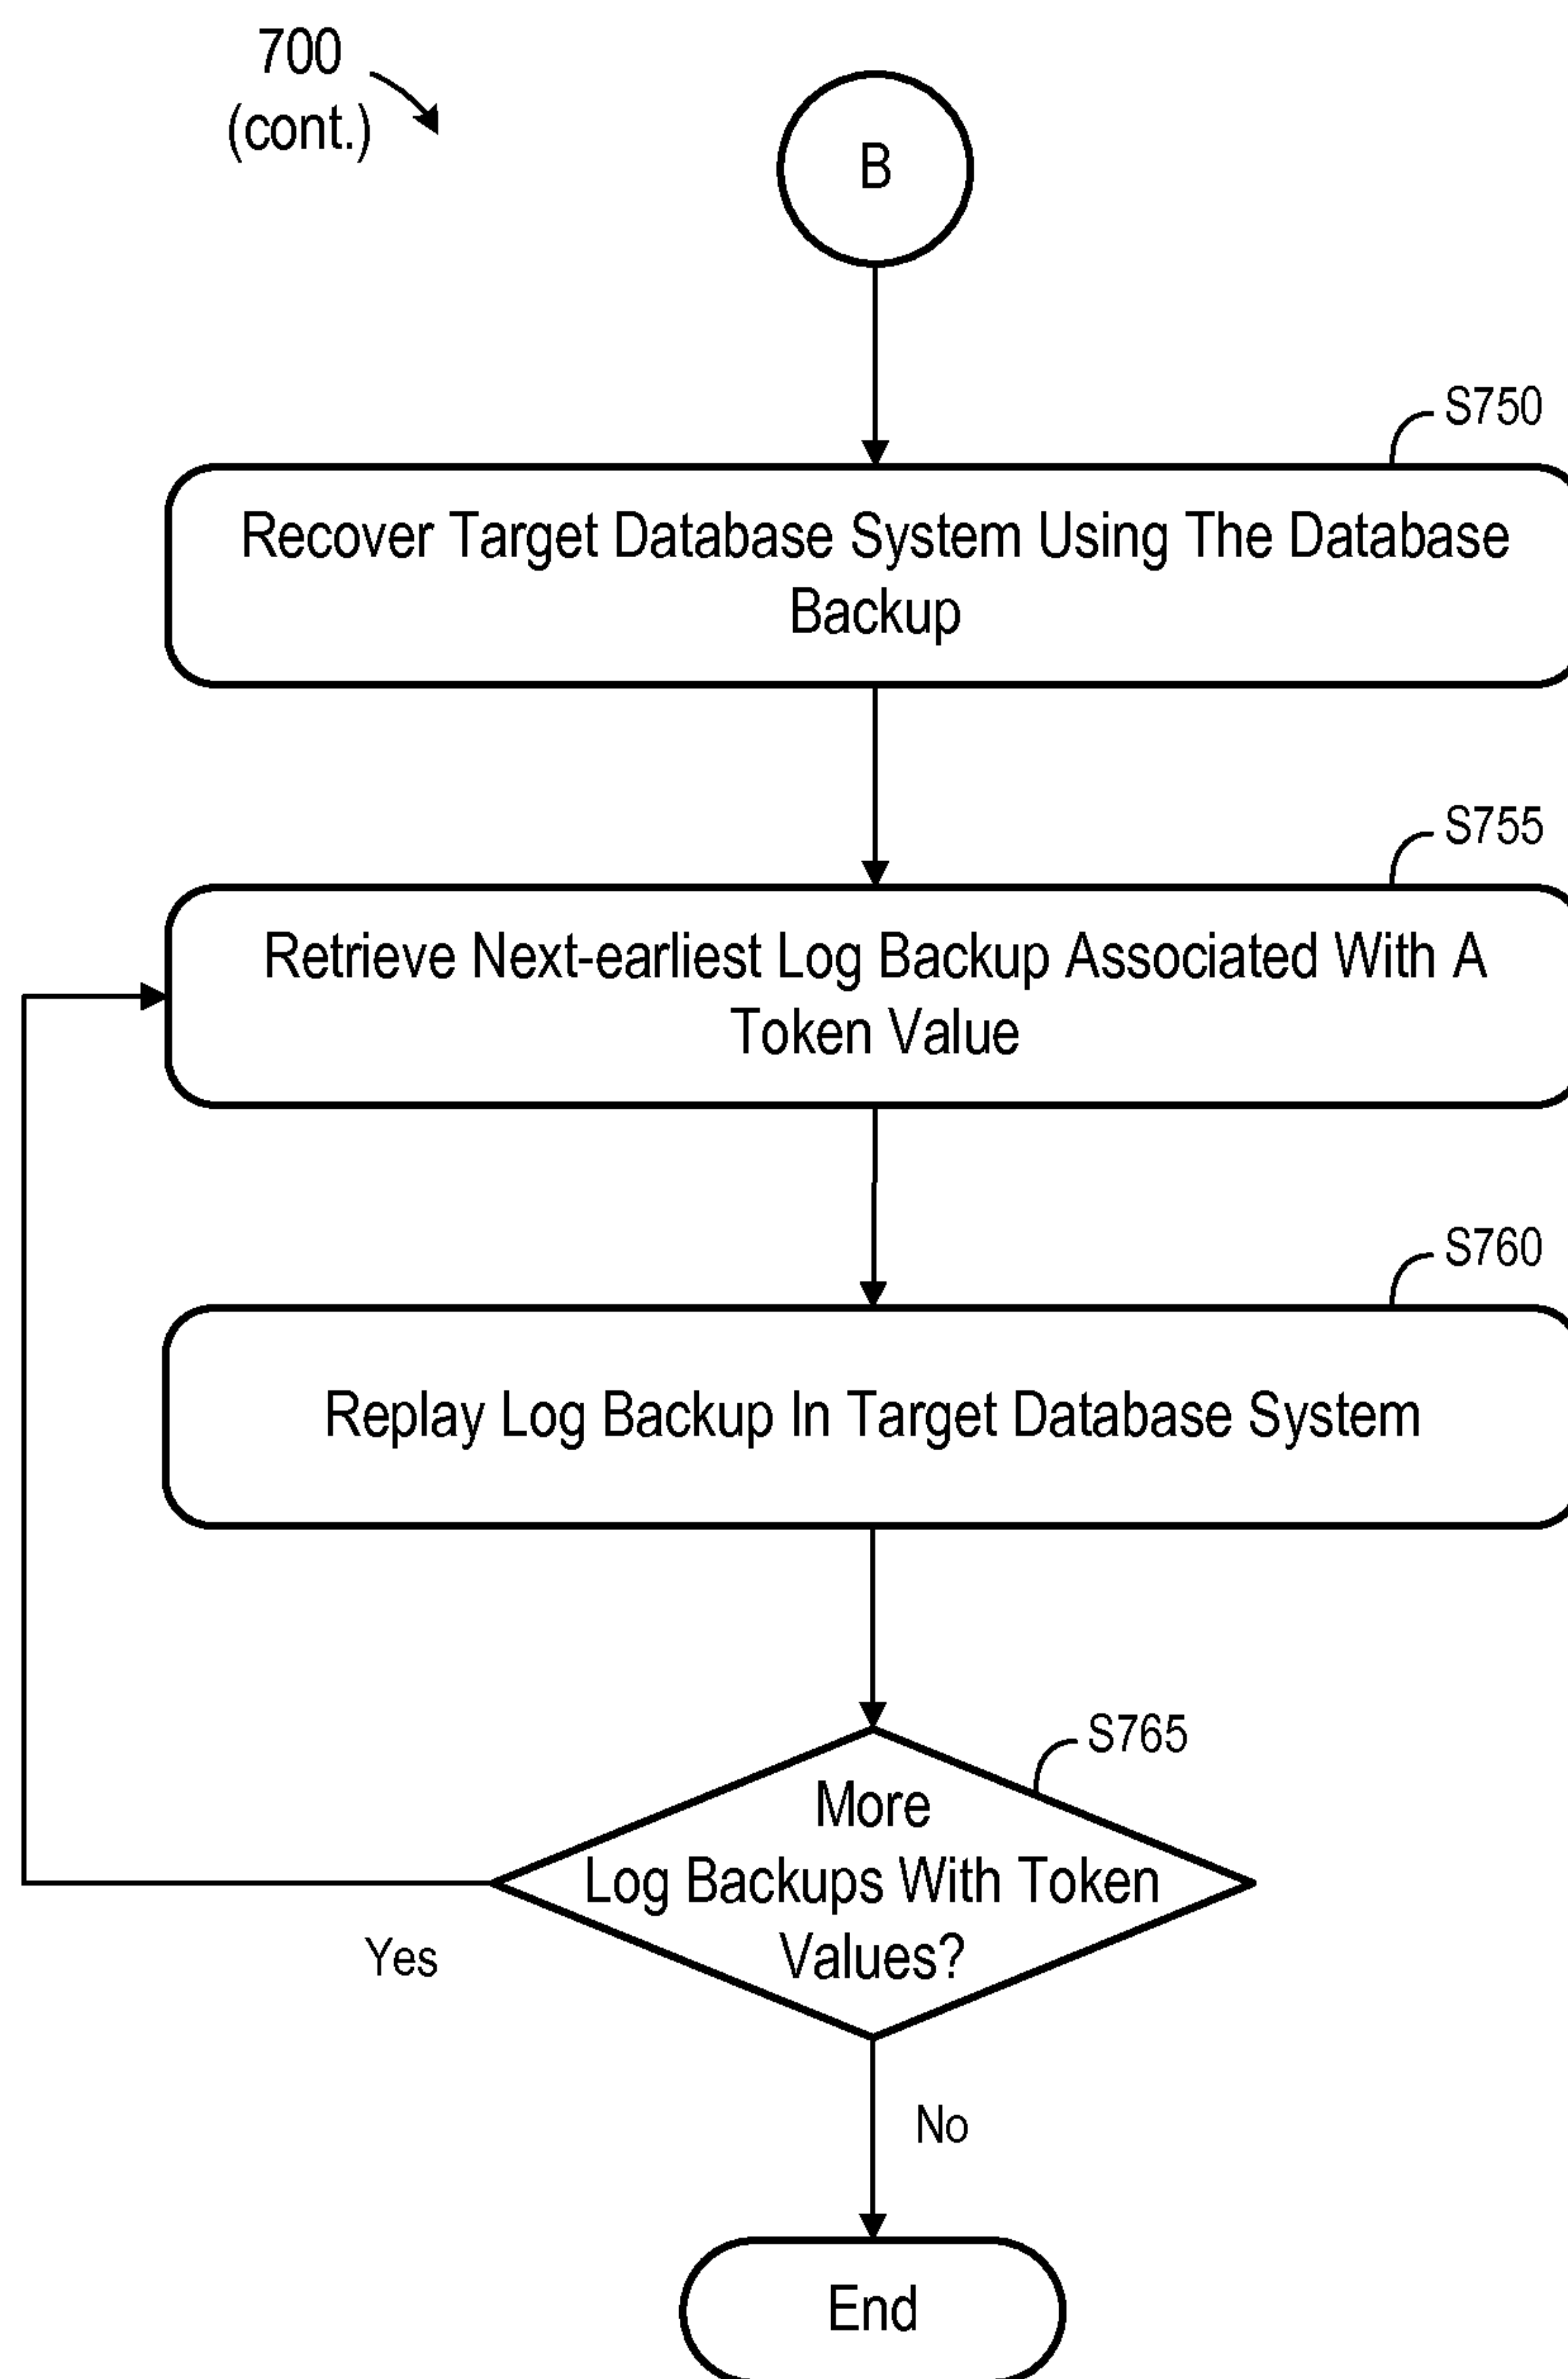 700
(cont.)
B
S750
Recover Target Database System Using The Database
Backup
S755
Retrieve Next-earliest Log Backup Associated With A
Token Value
S760
Replay Log Backup In Target Database System
S765
More
Log Backups With Token
Values?
Yes
No
End